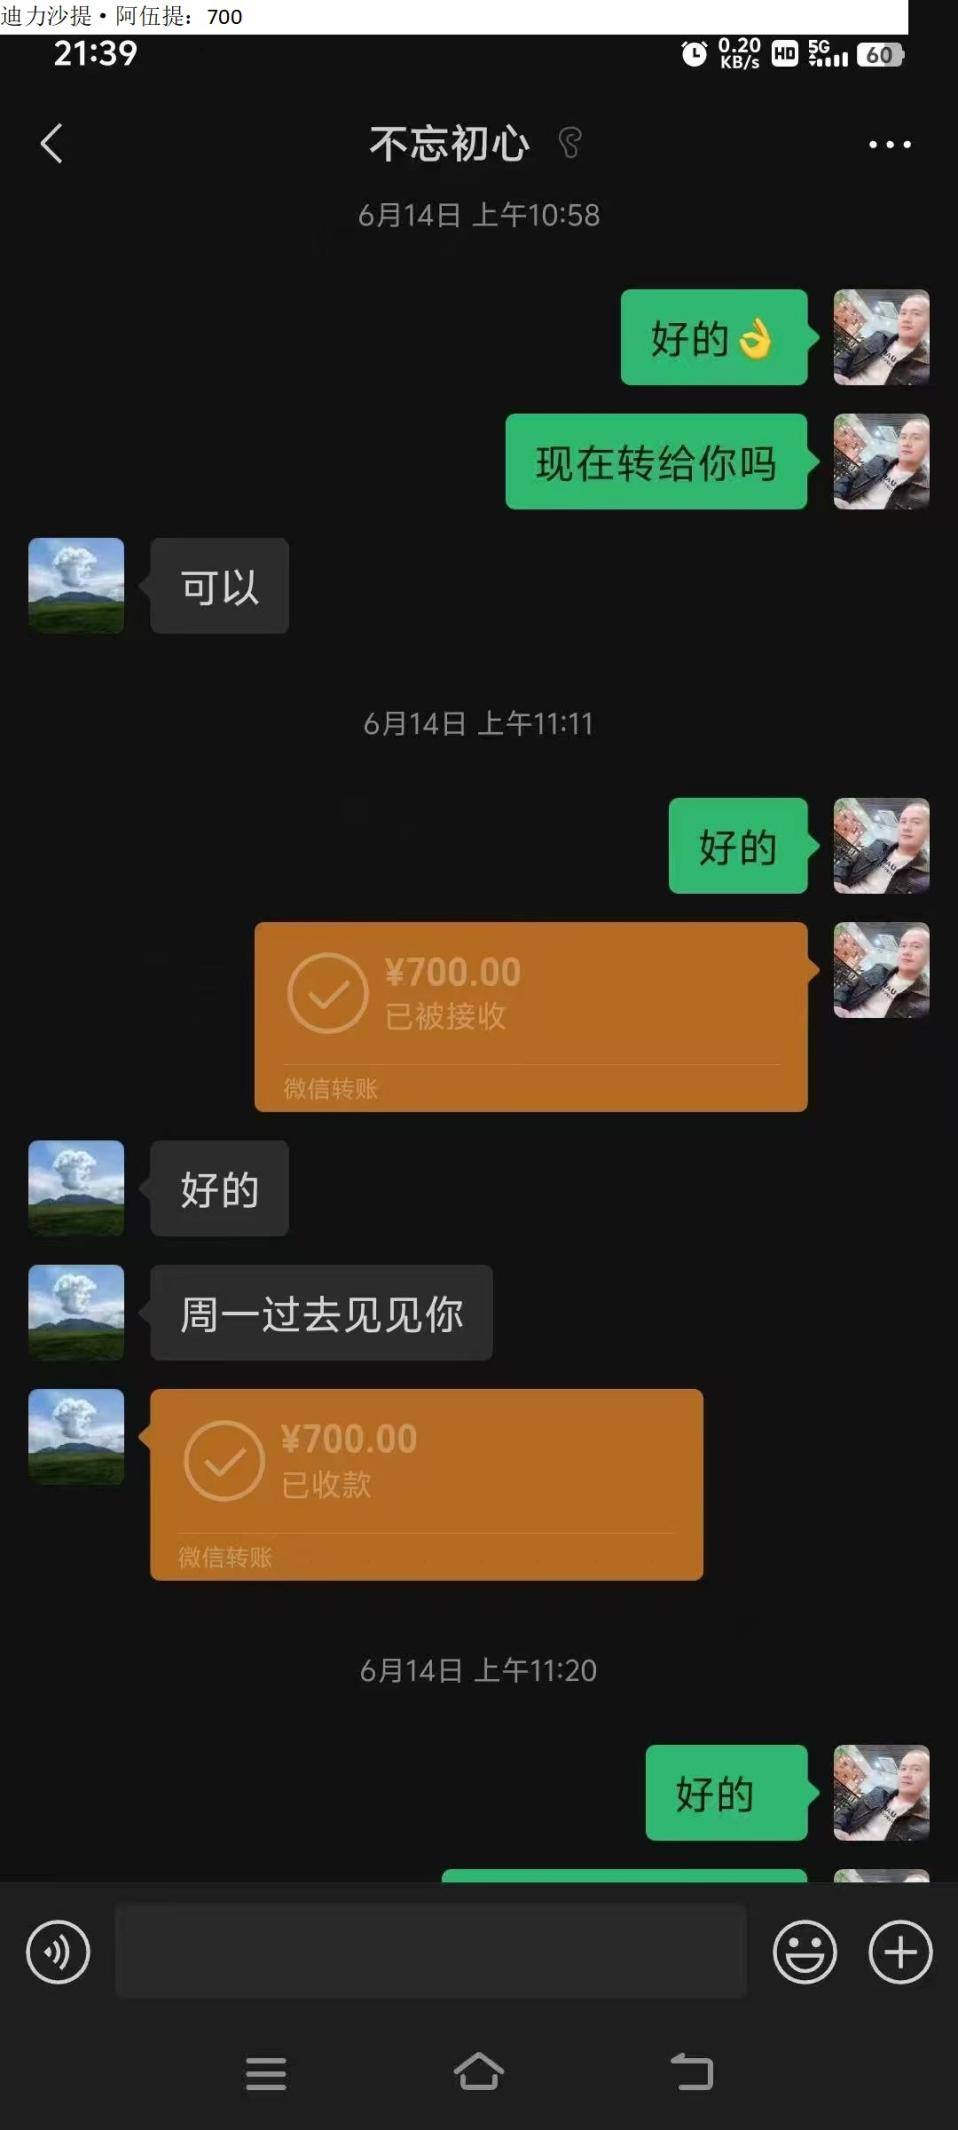 迪力沙提·阿伍提：700
21:39
0.20
KB/s
HD
5G
60
不忘初心
6月14日 上午10:58
好的👌
现在转给你吗
可以
6月14日 上午11:11
好的
¥700.00
已被接收
微信转账
好的
周一过去见见你
¥700.00
已收款
微信转账
6月14日 上午11:20
好的